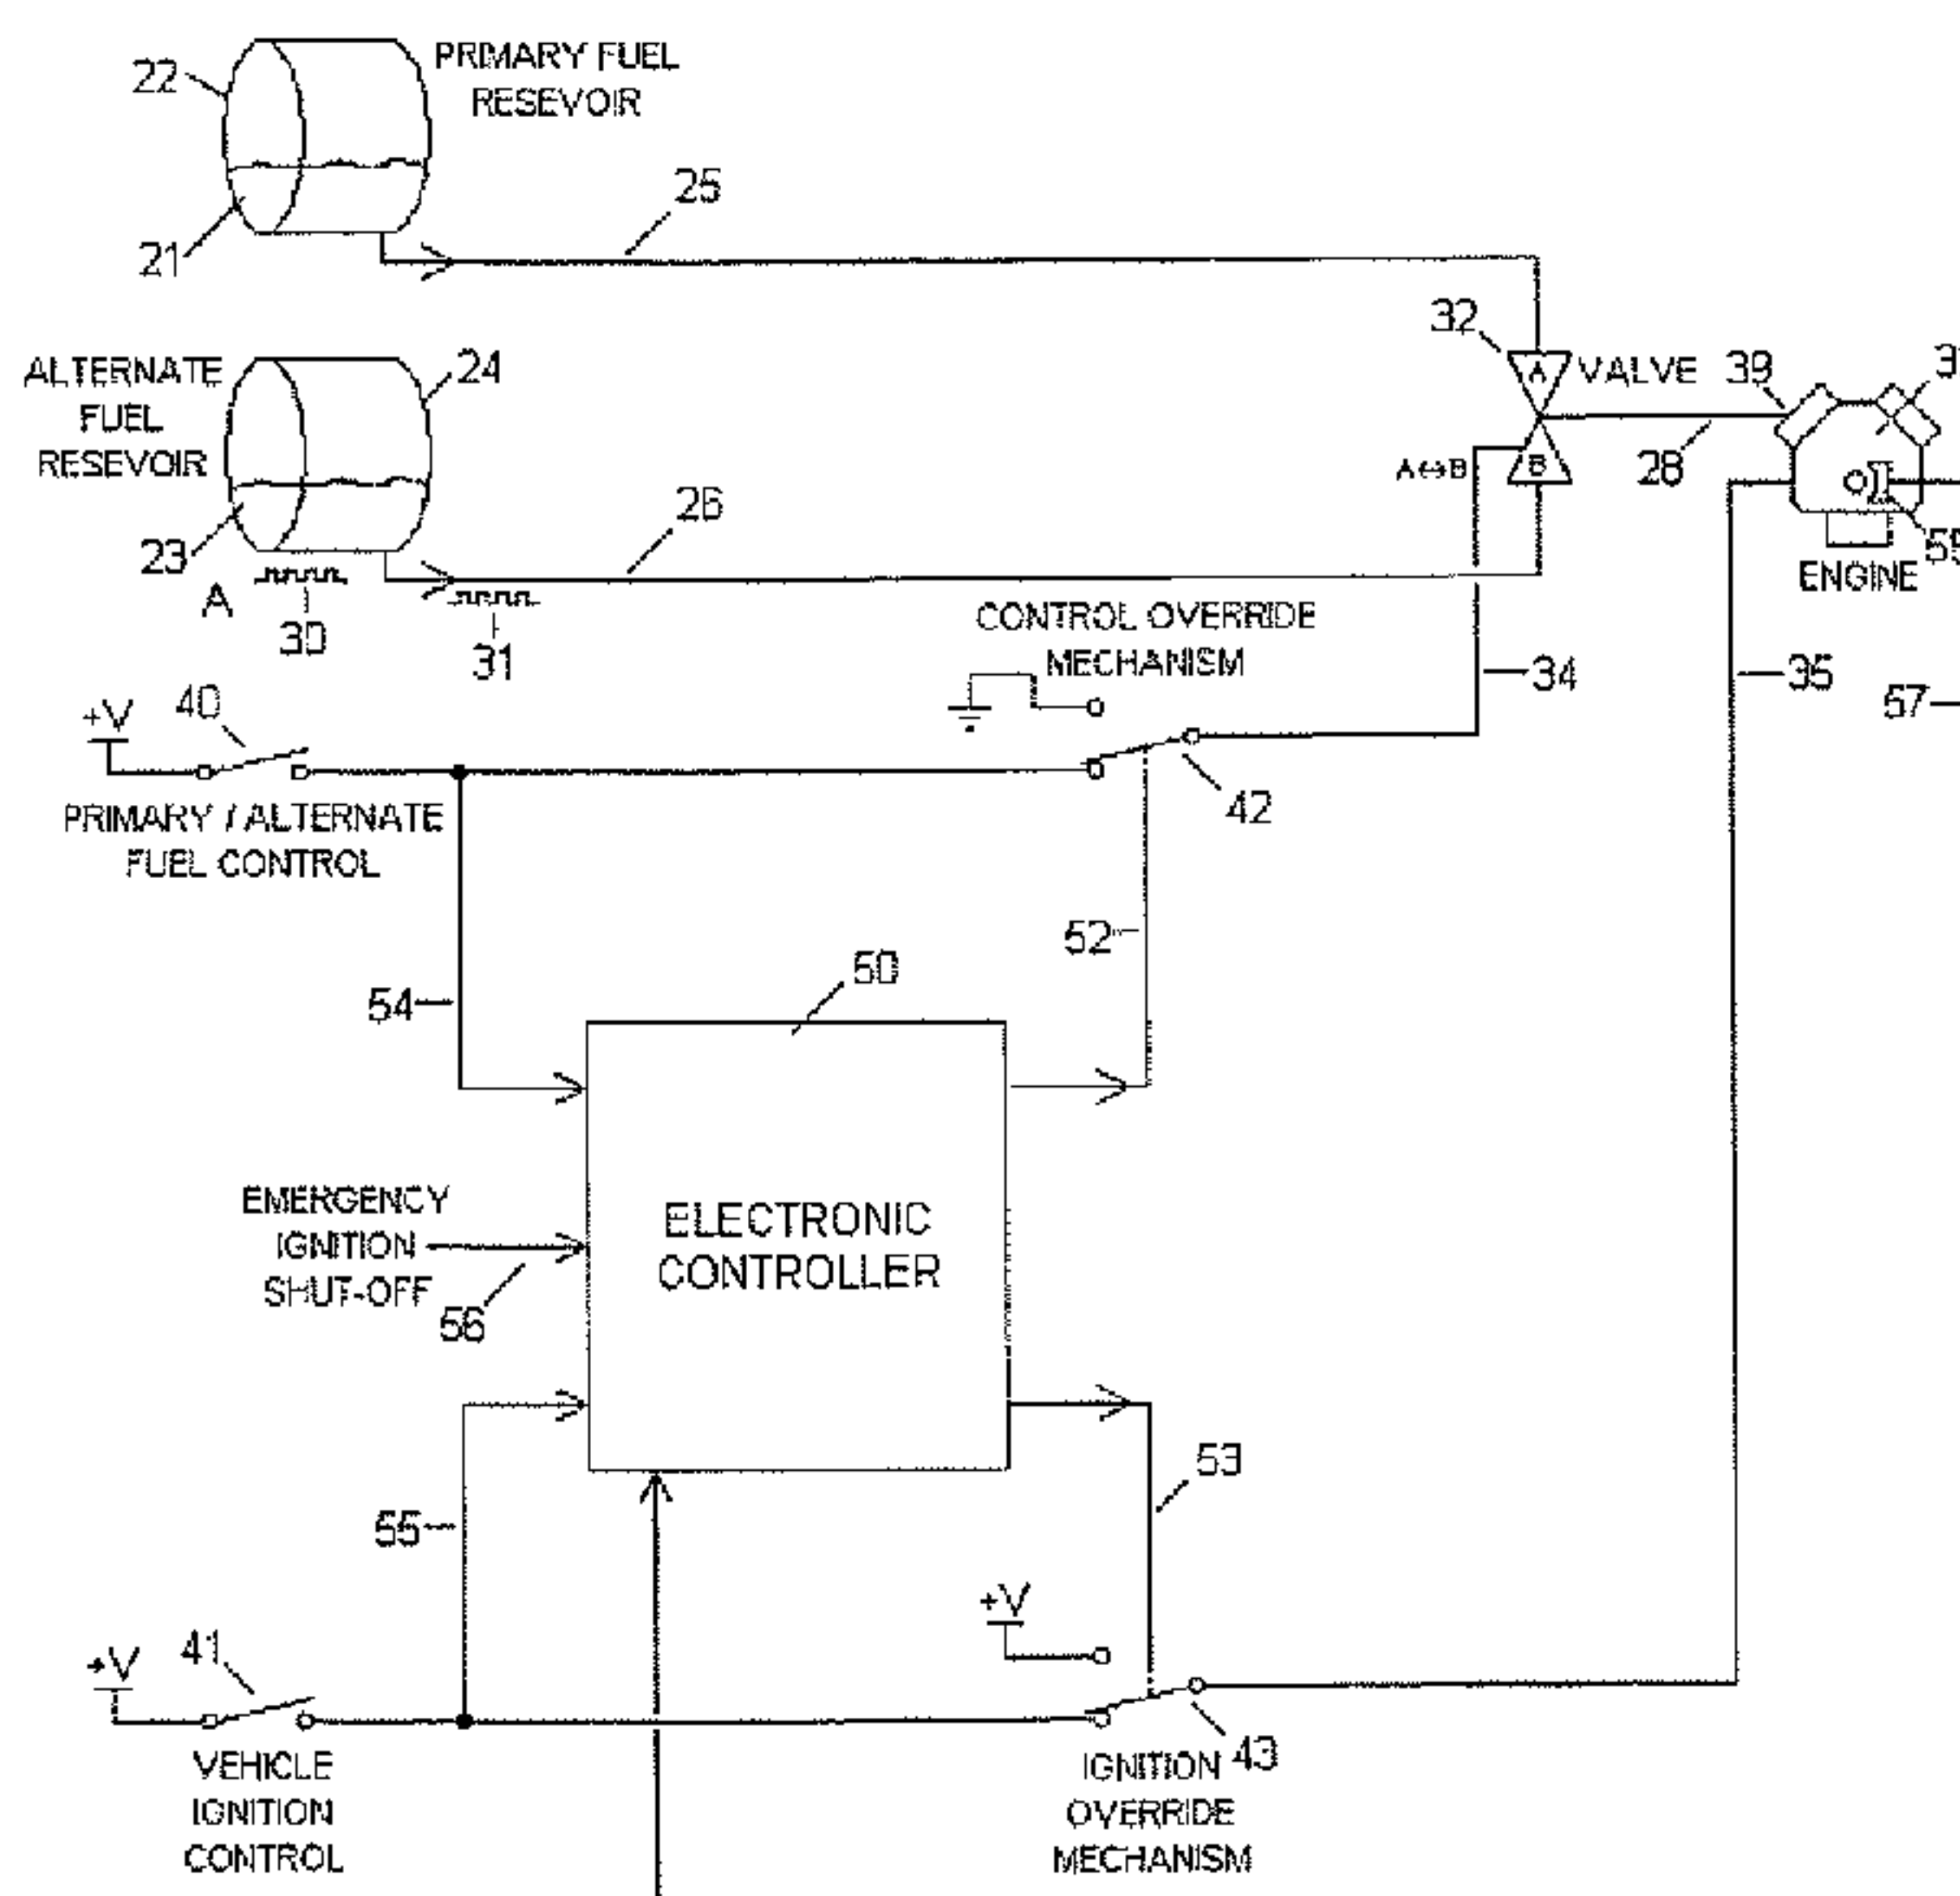 22
PRIMARY FUEL
RESEVOIR
21
25
ALTERNATE
FUEL
RESEVOIR
24
23
A
30
31
26
32
A
VALVE
39
A⇔B
B
28
ENGINE
CONTROL OVERRIDE
MECHANISM
34
35
57
+V
40
42
PRIMARY / ALTERNATE
FUEL CONTROL
52
54
50
EMERGENCY
IGNITION
SHUT-OFF
56
ELECTRONIC
CONTROLLER
55
53
+V
41
+V
43
VEHICLE
IGNITION
CONTROL
IGNITION
OVERRIDE
MECHANISM